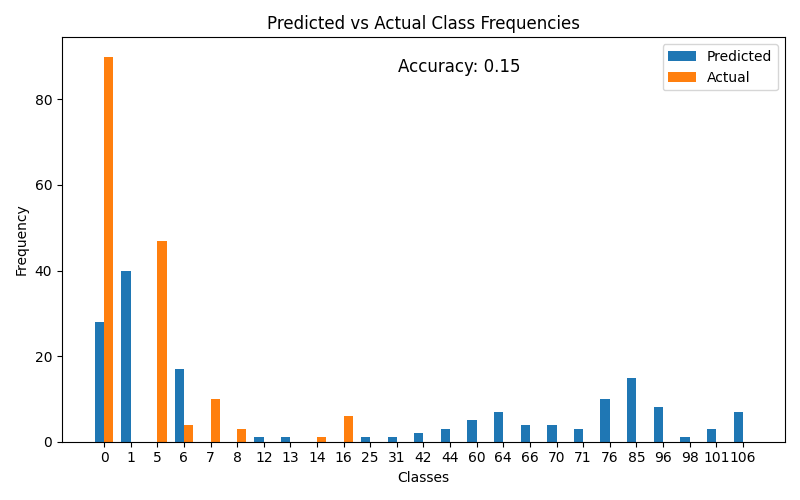 Predicted vs Actual Class Frequencies
Accuracy: 0.15
Predicted
Actual
Frequency
80
60
40
20
0
0 1 5 6 7 8 12 13 14 16 25 31 42 44 60 64 66 70 71 76 85 96 98 101 106
Classes